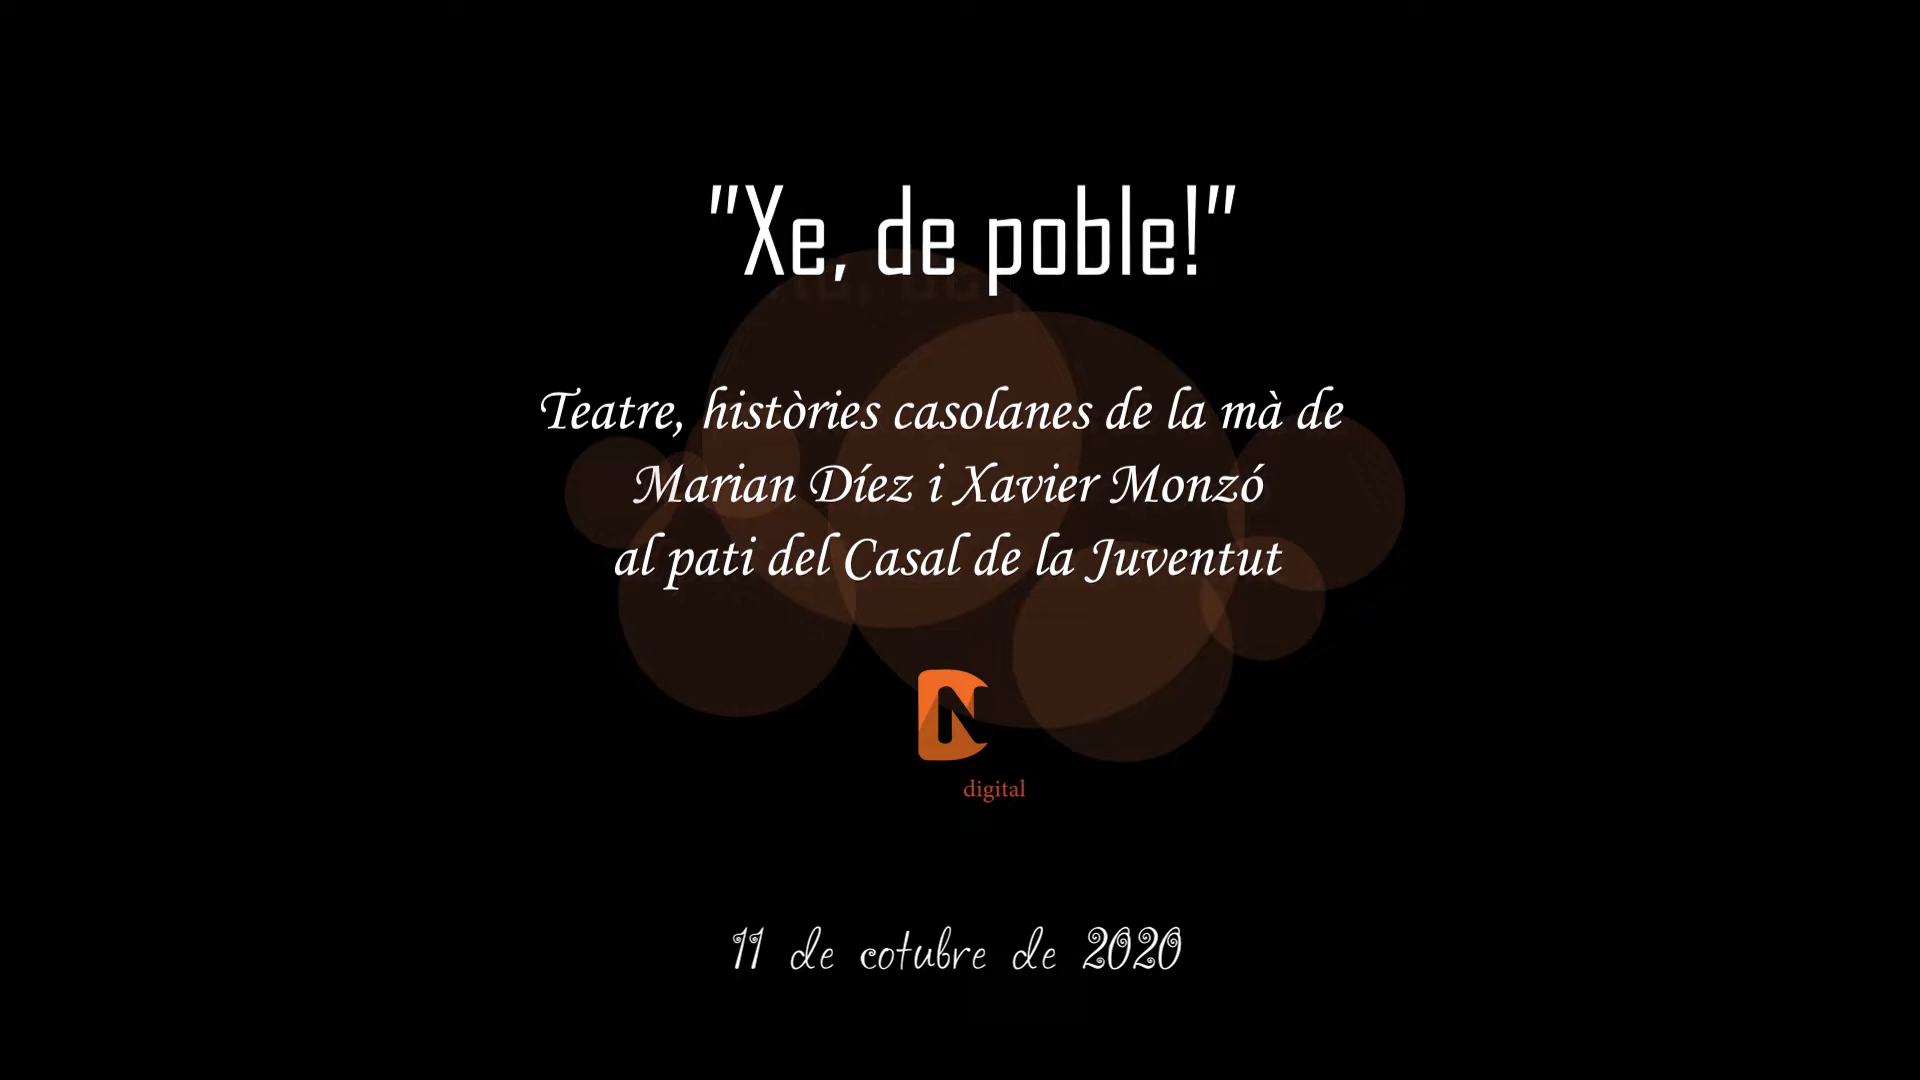 "Xe, de poble!"
Teatre, històries casolanes de la mà de
Marian Díez i Xavier Monzó
al pati del Casal de la Juventut
DN
digital
11 de cotubre de 2020